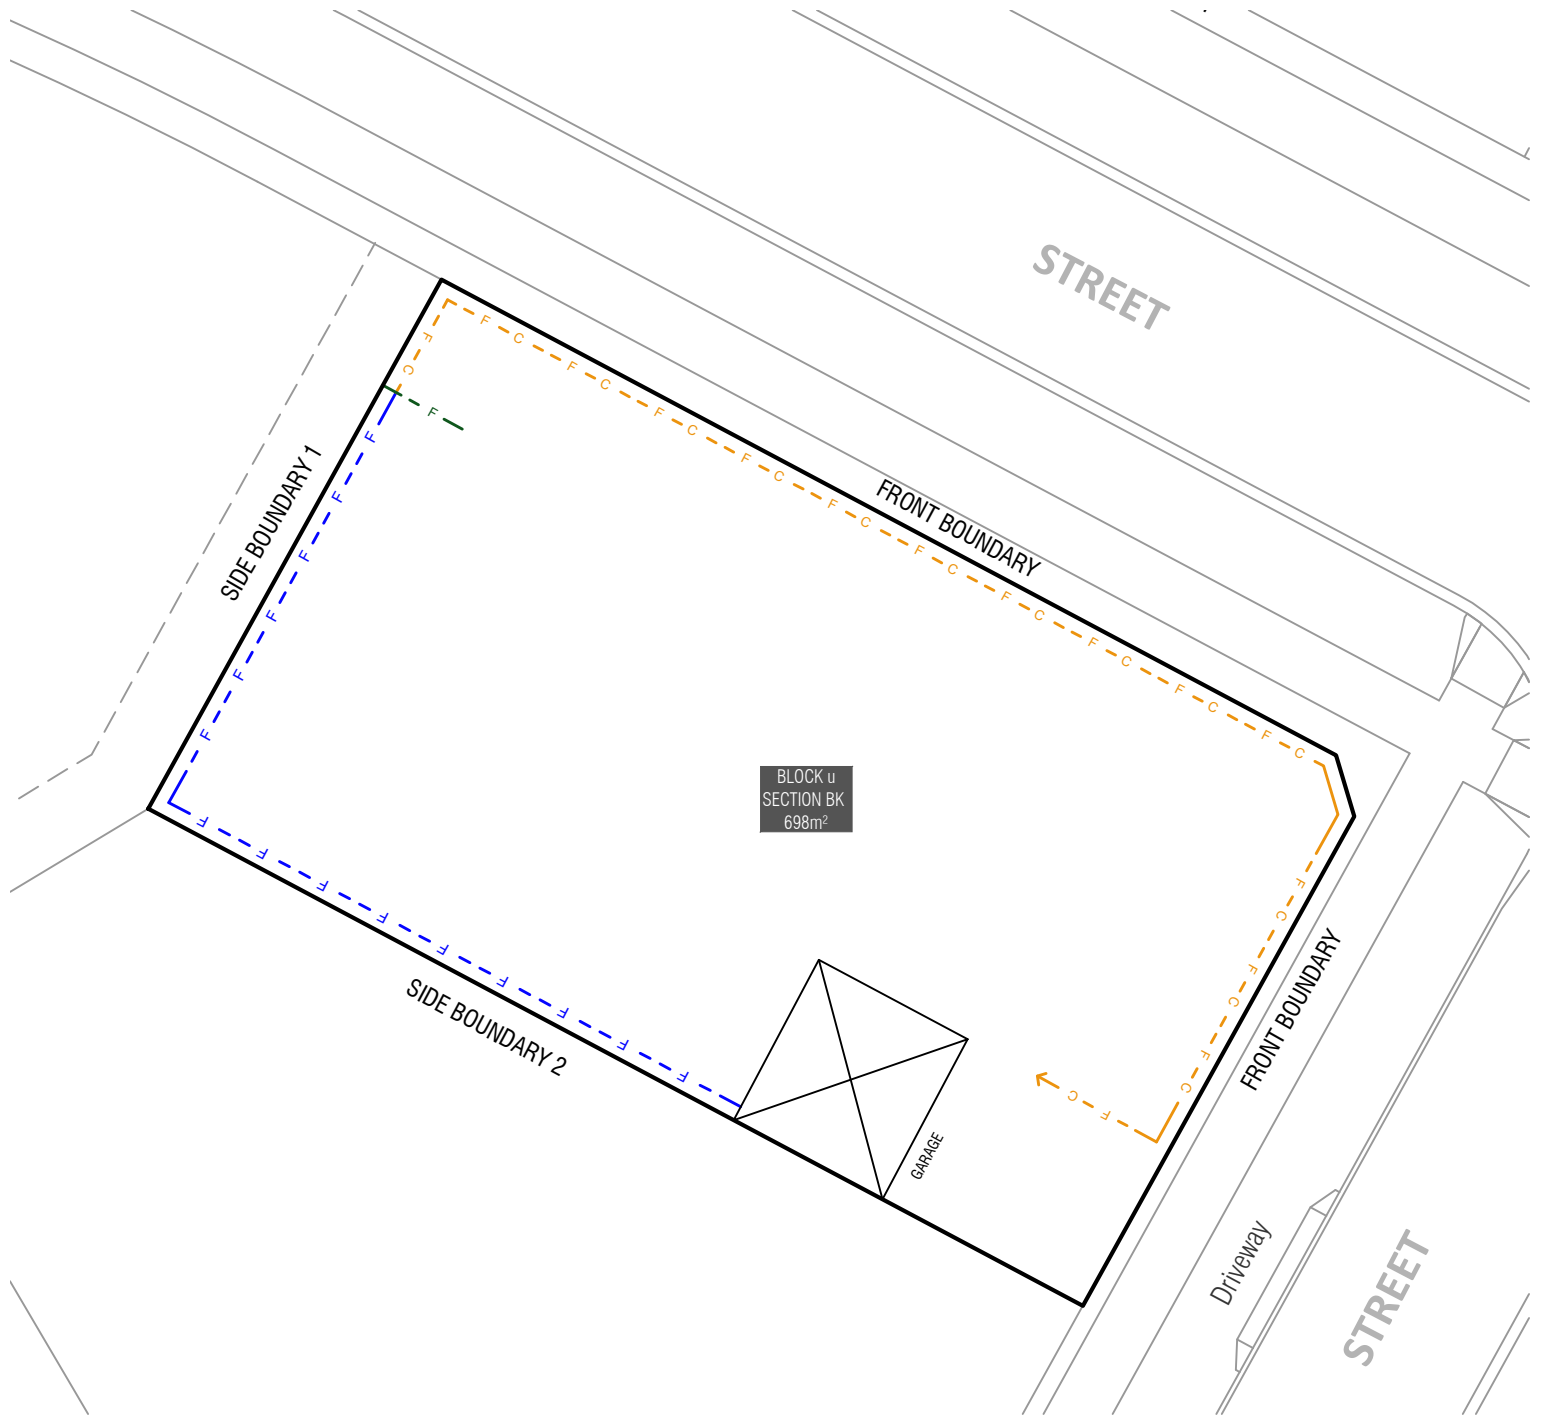 STREET
FRONT BOUNDARY
SIDE BOUNDARY 1
BLOCK u
SECTION BK
698m²
FRONT BOUNDARY
SIDE BOUNDARY 2
GARAGE
Driveway
STREET
F C F C F C F C F C F C F C F C F C F C
F C
F
F F F F F F
F F F F F F F F F
F C F C F C
F C